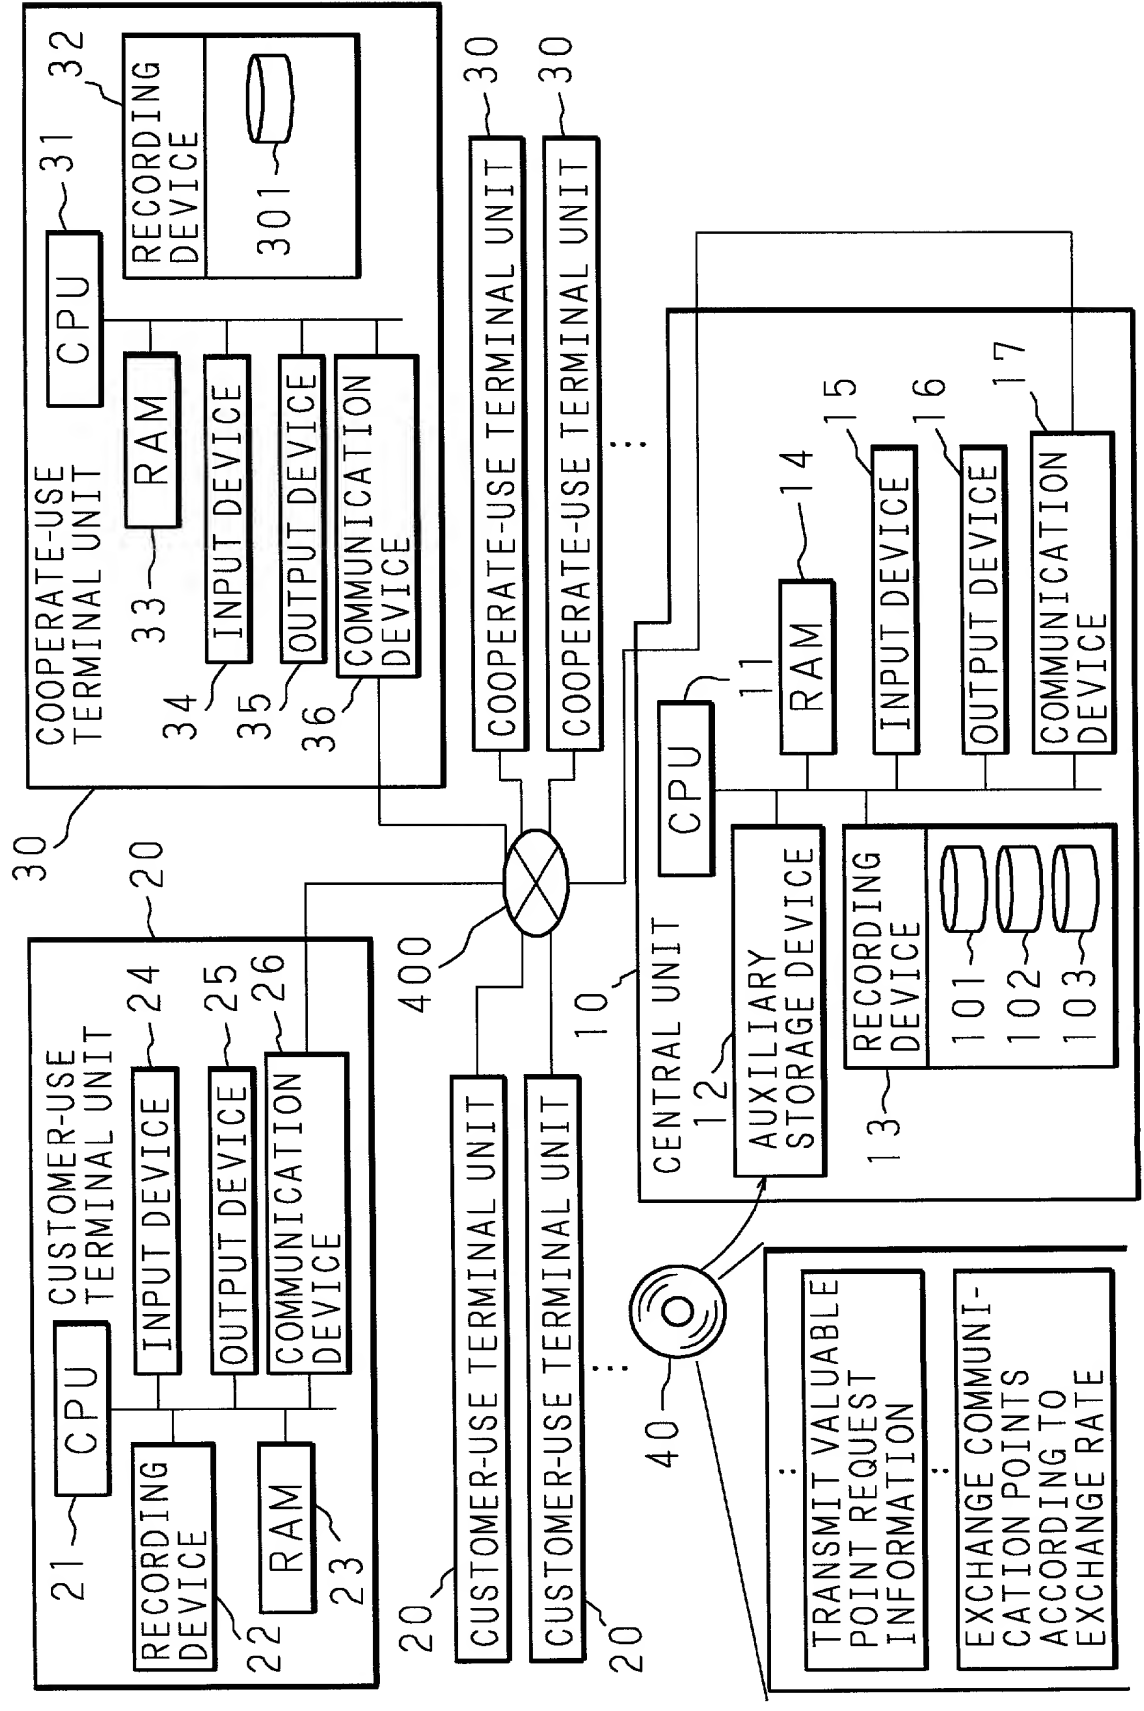 20
CUSTOMER-USE
TERMINAL UNIT
21
CPU
INPUT DEVICE
24
RECORDING
DEVICE
22
OUTPUT DEVICE
25
RAM
23
COMMUNICATION
DEVICE
26
30
COOPERATE-USE
TERMINAL UNIT
CPU
31
33
RAM
RECORDING
DEVICE
32
301
34
INPUT DEVICE
35
OUTPUT DEVICE
36
COMMUNICATION
DEVICE
20
CUSTOMER-USE TERMINAL UNIT
CUSTOMER-USE TERMINAL UNIT
20
...
400
COOPERATE-USE TERMINAL UNIT
30
COOPERATE-USE TERMINAL UNIT
30
...
40
10
CENTRAL UNIT
CPU
11
12
AUXILIARY
STORAGE DEVICE
RAM
14
13
RECORDING
DEVICE
101
102
103
INPUT DEVICE
15
OUTPUT DEVICE
16
COMMUNICATION
DEVICE
17
:
TRANSMIT VALUABLE
POINT REQUEST
INFORMATION
:
EXCHANGE COMMUNI-
CATION POINTS
ACCORDING TO
EXCHANGE RATE